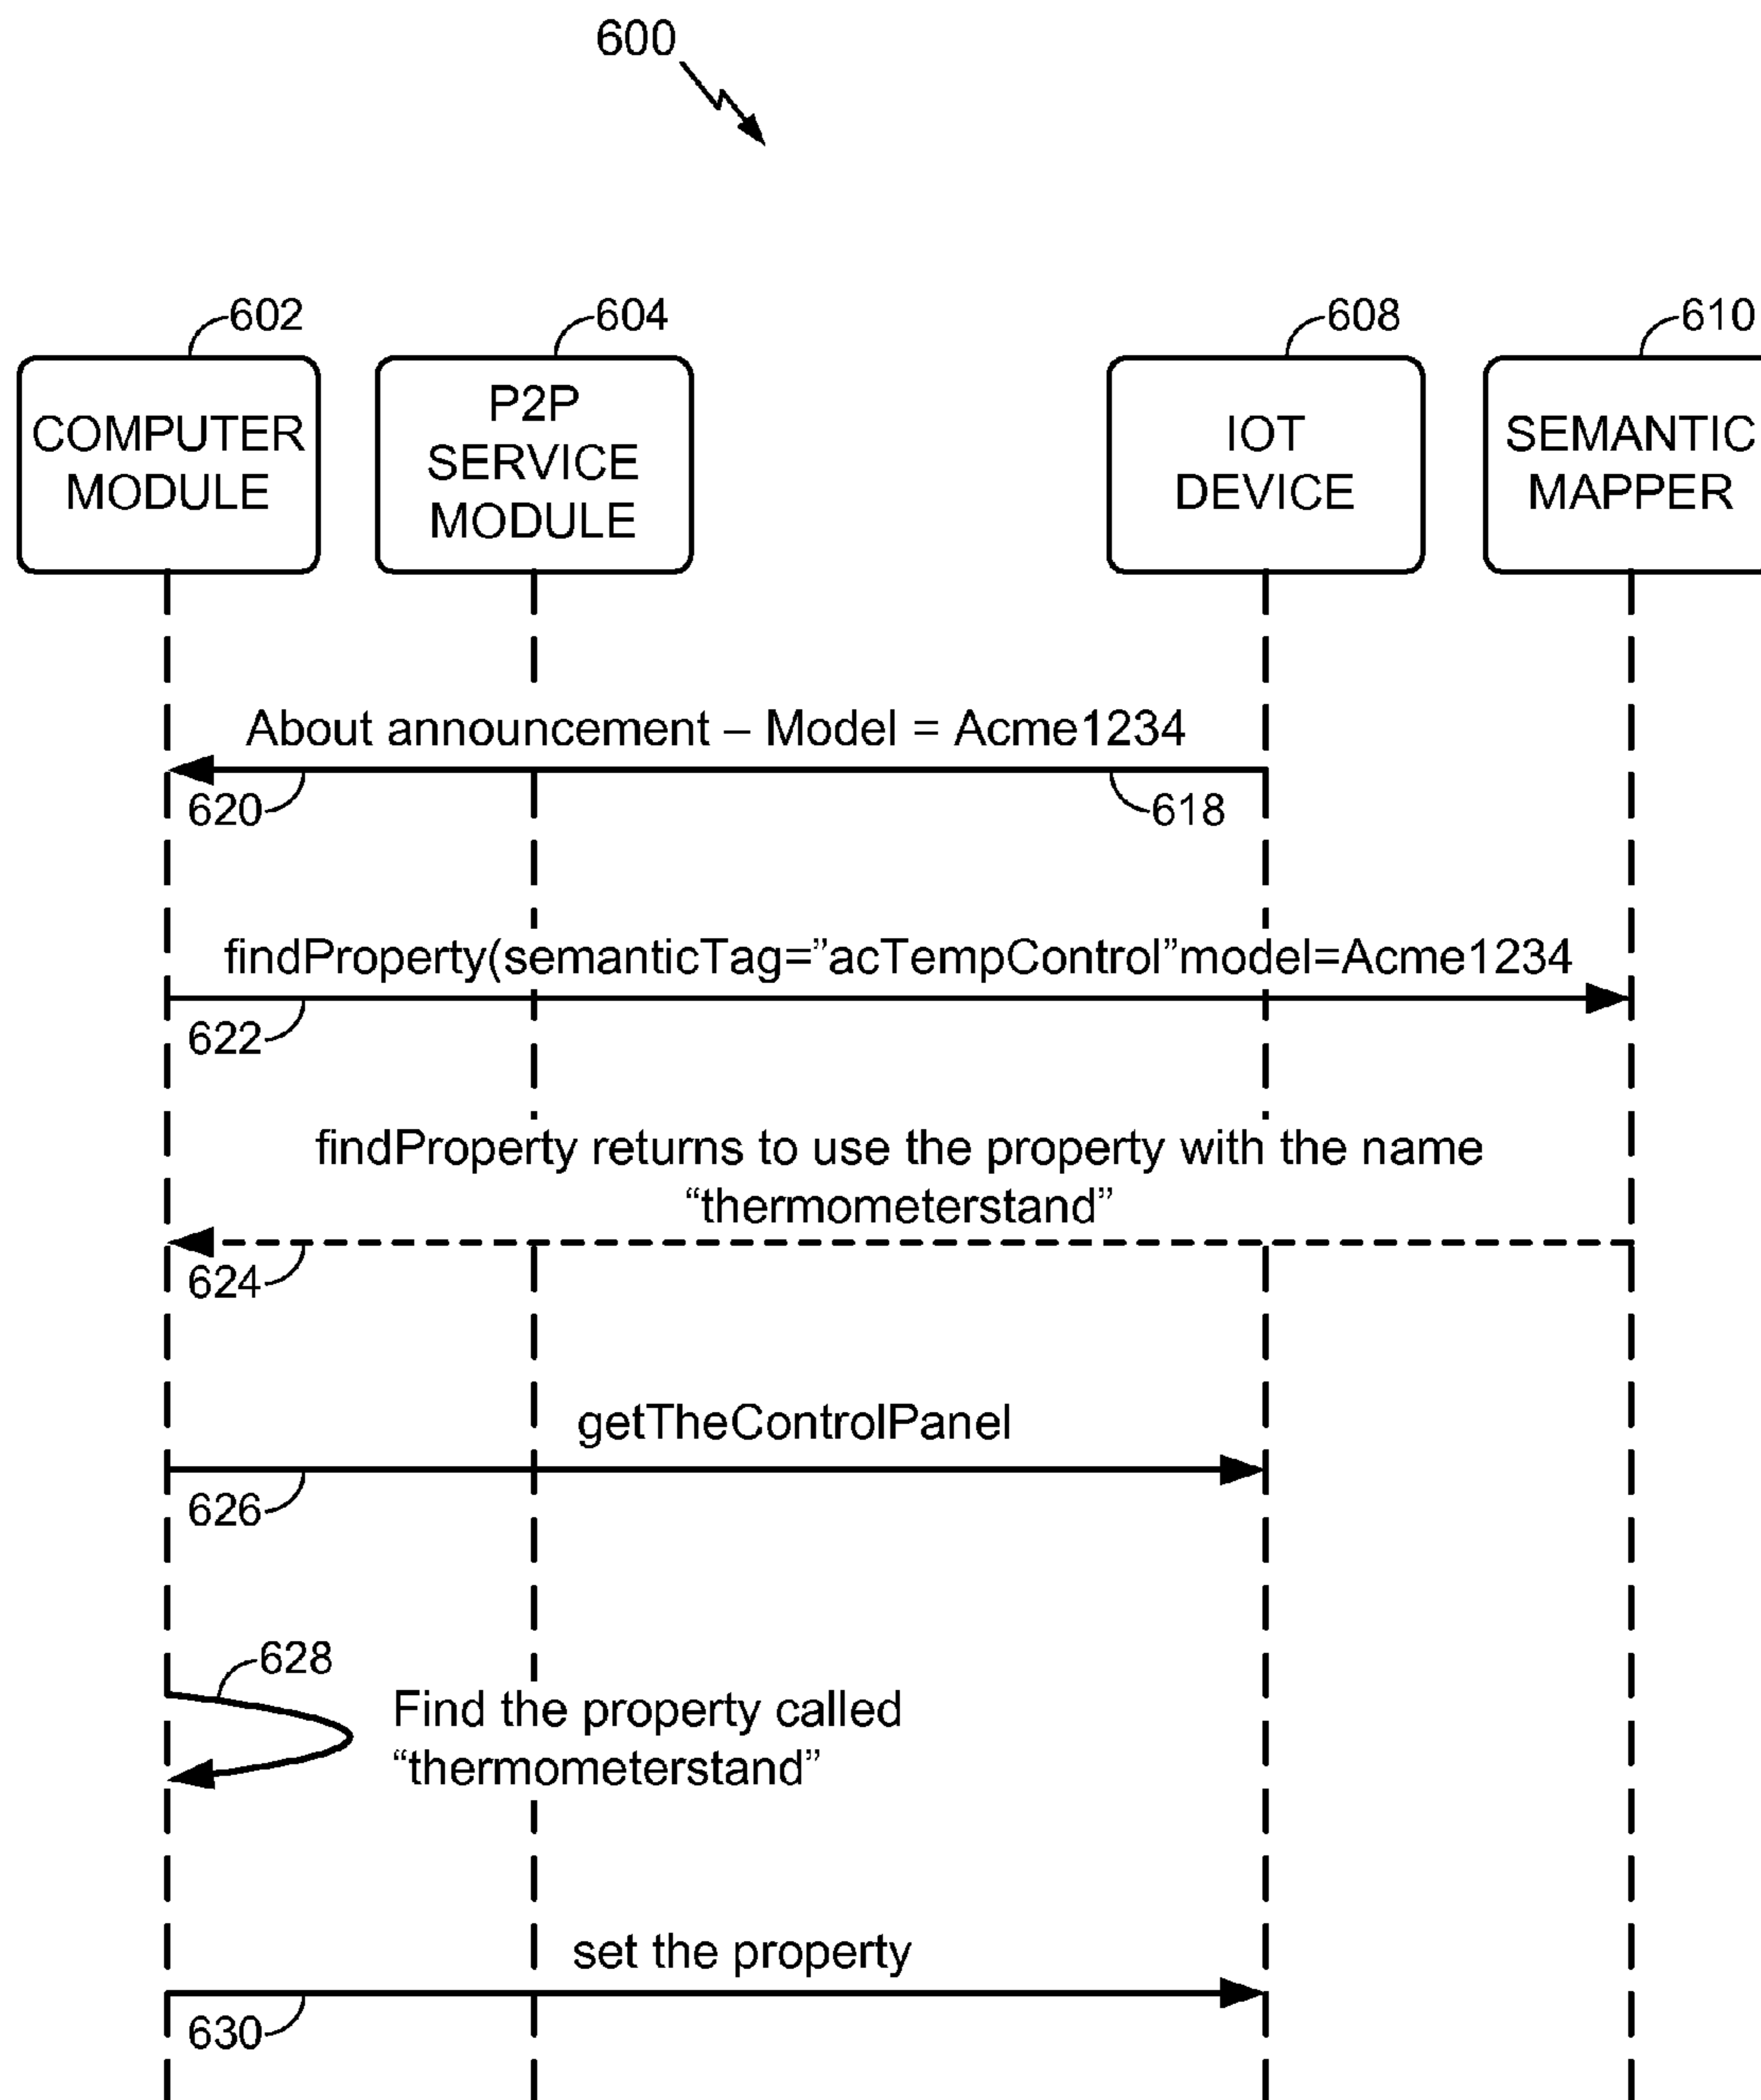 600
602
604
608
610
COMPUTER
MODULE
P2P
SERVICE
MODULE
IOT
DEVICE
SEMANTIC
MAPPER
About announcement – Model = Acme1234
620
618
findProperty(semanticTag=”acTempControl”model=Acme1234
622
findProperty returns to use the property with the name
“thermometerstand”
624
getTheControlPanel
626
628
Find the property called
“thermometerstand”
set the property
630